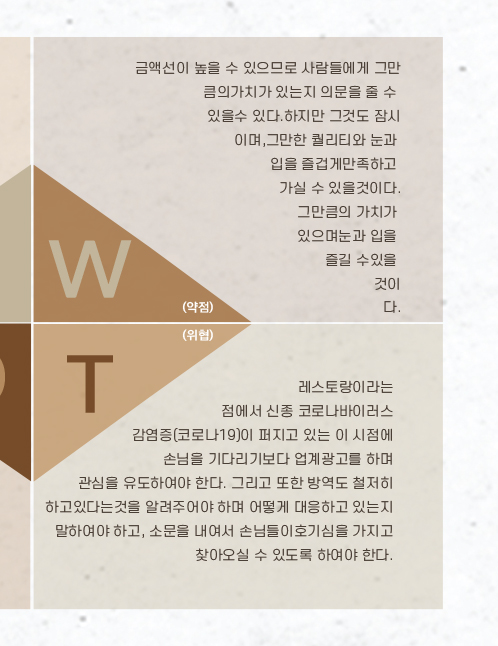 금액선이 높을 수 있으므로 사람들에게 그만
큼의가치가 있는지 의문을 줄 수
있을수 있다.하지만 그것도 잠시
이며,그만한 퀄리티와 눈과
입을 즐겁게만족하고
가실 수 있을것이다.
그만큼의 가치가
있으며눈과 입을
즐길 수있을
것이
다.
W
(약점)
(위협)
T
레스토랑이라는
점에서 신종 코로나바이러스
감염증(코로나19)이 퍼지고 있는 이 시점에
손님을 기다리기보다 업계광고를 하며
관심을 유도하여야 한다. 그리고 또한 방역도 철저히
하고있다는것을 알려주어야 하며 어떻게 대응하고 있는지
말하여야 하고, 소문을 내여서 손님들이호기심을 가지고
찾아오실 수 있도록 하여야 한다.